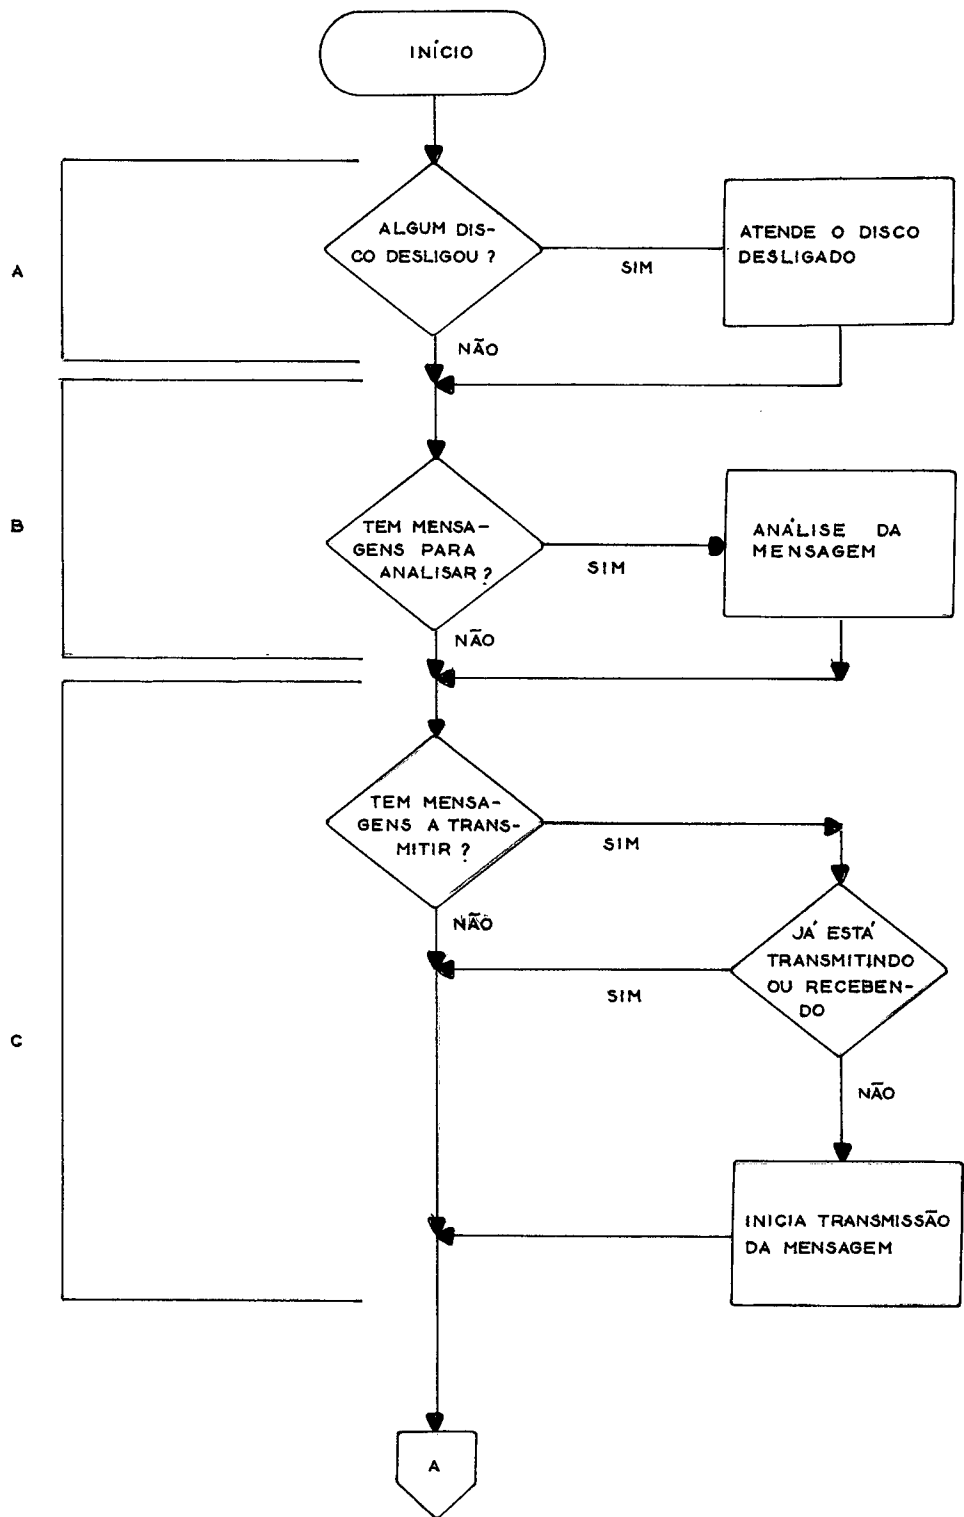 INÍCIO
A
ALGUM DIS-
CO DESLIGOU ?
SIM
ATENDE O DISCO
DESLIGADO
NÃO
B
TEM MENSA-
GENS PARA
ANALISAR ?
SIM
ANÁLISE DA
MENSAGEM
NÃO
C
TEM MENSA-
GENS A TRANS-
MITIR ?
SIM
NÃO
JÁ ESTÁ
TRANSMITINDO
OU RECEBEN-
DO
SIM
NÃO
INICIA TRANSMISSÃO
DA MENSAGEM
A